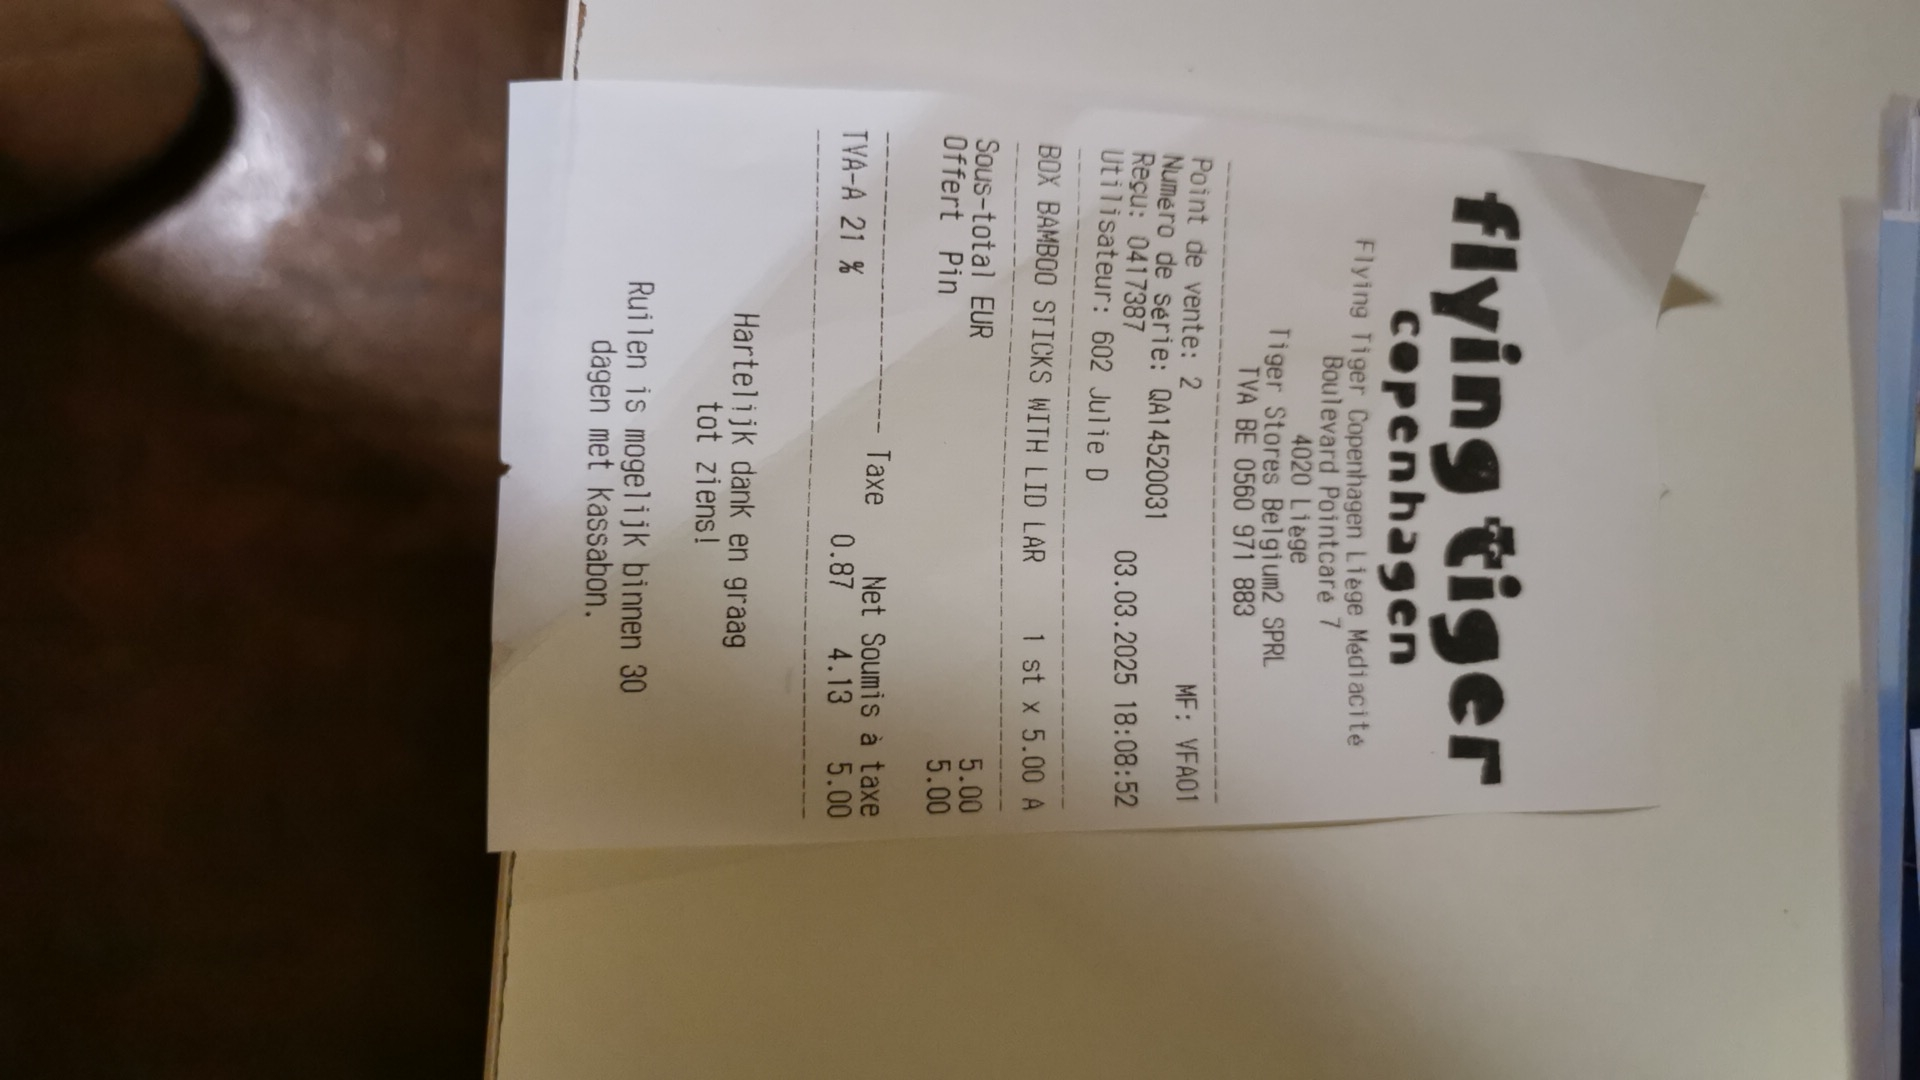 flying tiger
copenhagen
Flying Tiger Copenhagen Liège Médiacité
Boulevard Pointcaré 7
4020 Liège
Tiger Stores Belgium2 SPRL
TVA BE 0560 971 883
Point de vente: 2 MF: VFA01
Numéro de série: QA14520031
Reçu: 0417387 03.03.2025 18:08:52
Utilisateur: 602 Julie D
BOX BAMBOO STICKS WITH LID LAR 1 st x 5.00 A
Sous-total EUR 5.00
Offert Pin 5.00
Taxe Net Soumis à taxe
TVA-A 21 % 0.87 4.13 5.00
Hartelijk dank en graag
tot ziens!
Ruilen is mogelijk binnen 30
dagen met kassabon.